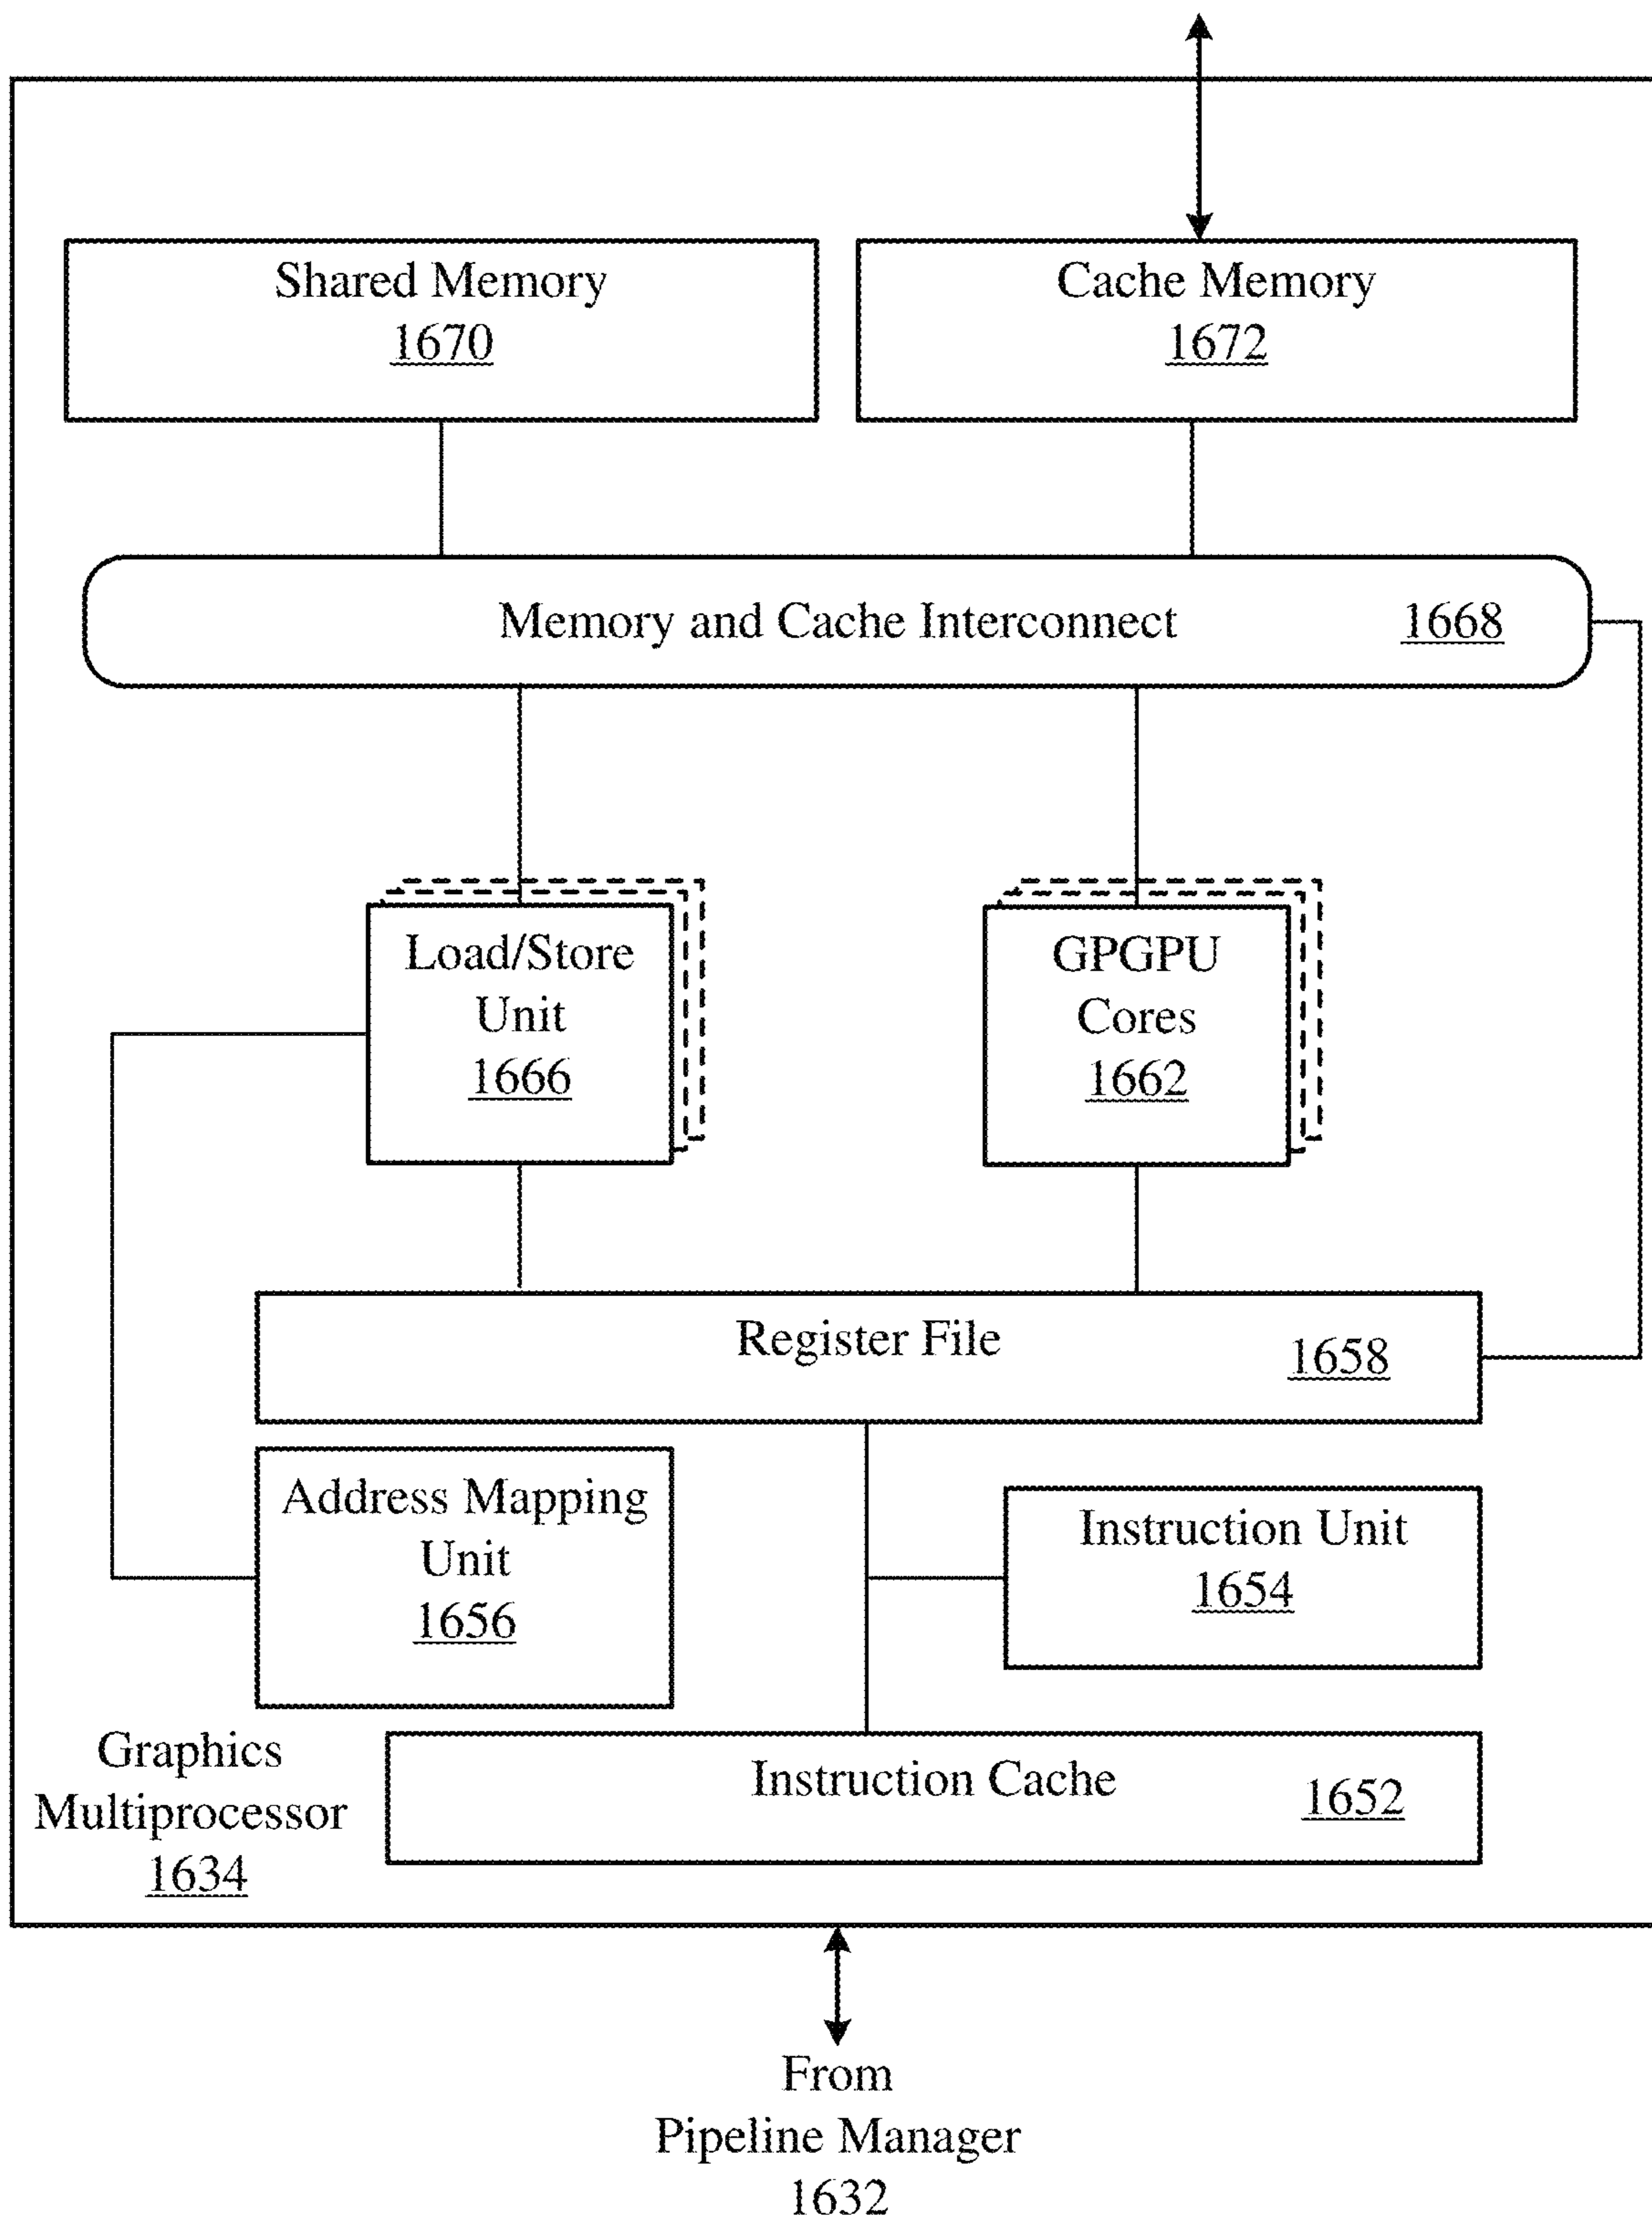 Shared Memory
1670
Cache Memory
1672
Memory and Cache Interconnect 1668
Load/Store
Unit
1666
GPGPU
Cores
1662
Register File 1658
Address Mapping
Unit
1656
Instruction Unit
1654
Graphics
Multiprocessor
1634
Instruction Cache 1652
From
Pipeline Manager
1632